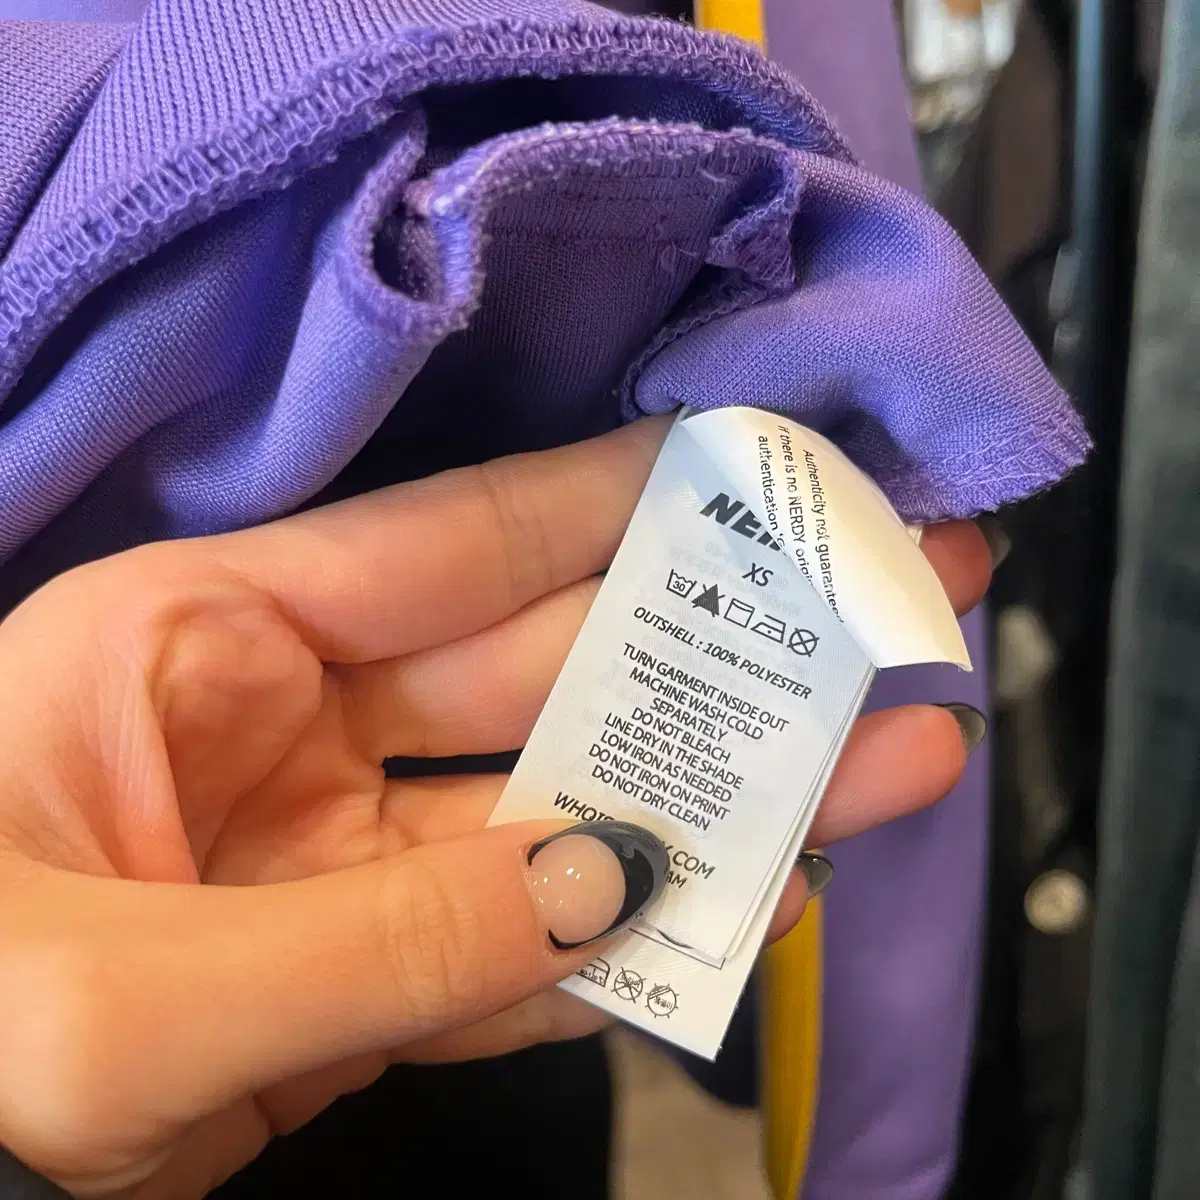 Authenticity not guaranteed
if there is no NERDY
authentication
XS
30
OUTSHELL : 100% POLYESTER
TURN GARMENT INSIDE OUT
MACHINE WASH COLD
SEPARATELY
DO NOT BLEACH
LINE DRY IN THE SHADE
LOW IRON AS NEEDED
DO NOT IRON ON PRINT
DO NOT DRY CLEAN
.COM